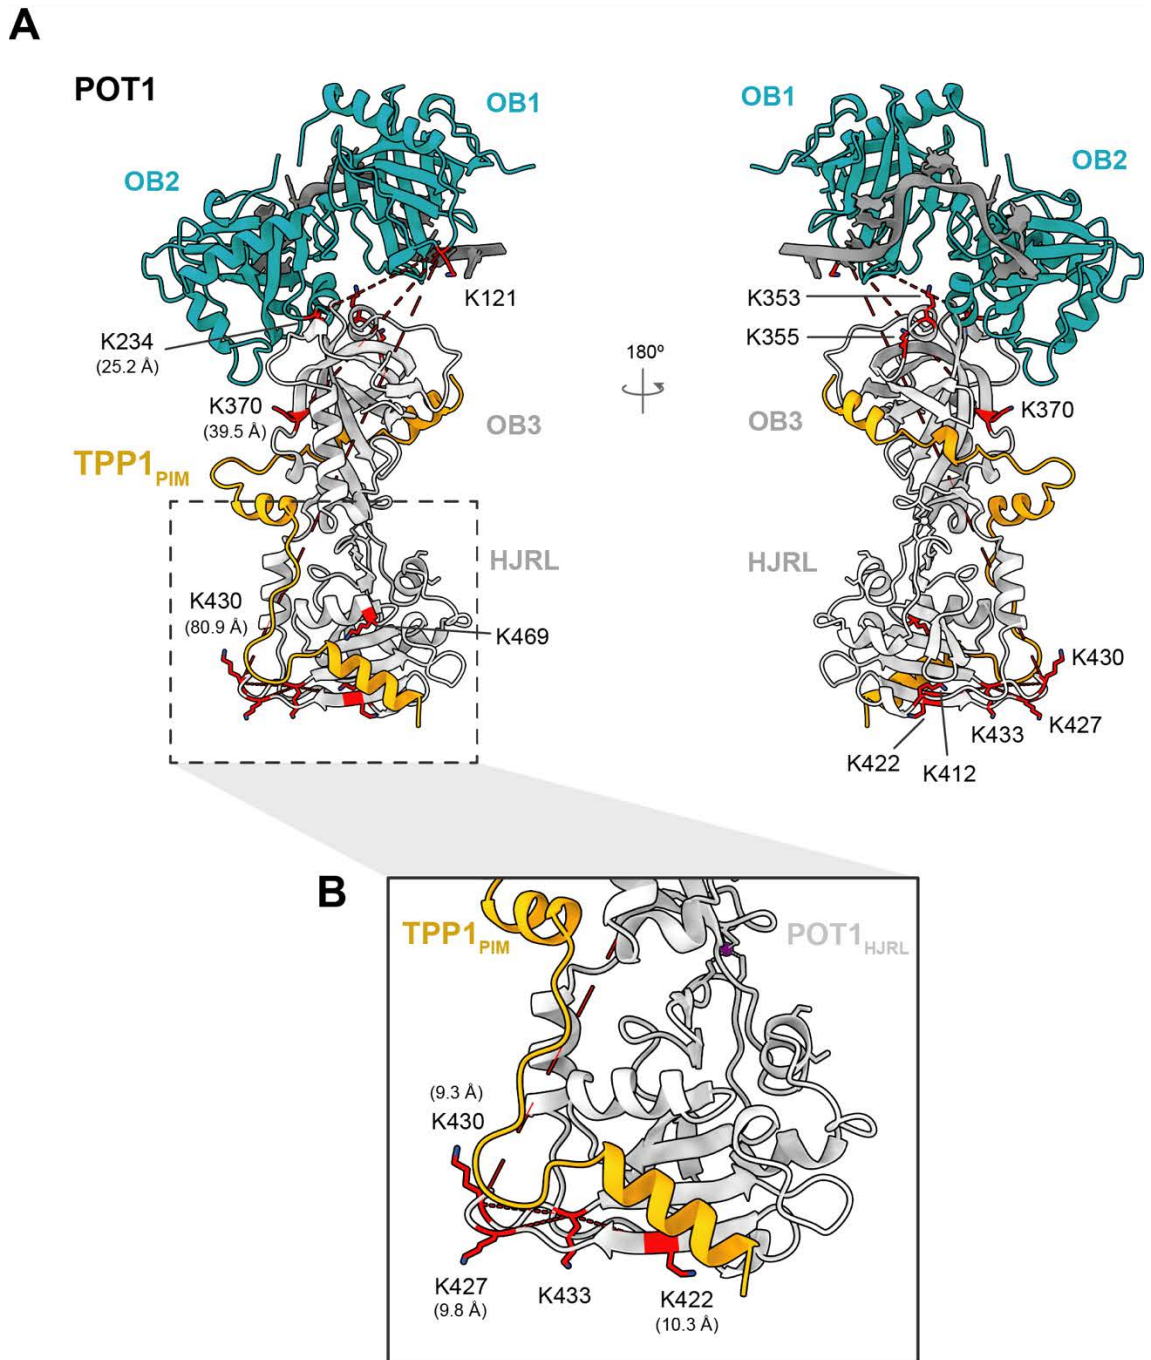 A
POT1
OB1
OB2
K121
K234
(25.2 Å)
K370
(39.5 Å)
OB3
TPP1PIM
HJRL
K430
(80.9 Å)
K469
180º
OB1
OB2
K353
K355
K370
OB3
HJRL
K430
K427
K433
K422
K412
B
TPP1PIM
POT1HJRL
(9.3 Å)
K430
K427
(9.8 Å)
K433
K422
(10.3 Å)